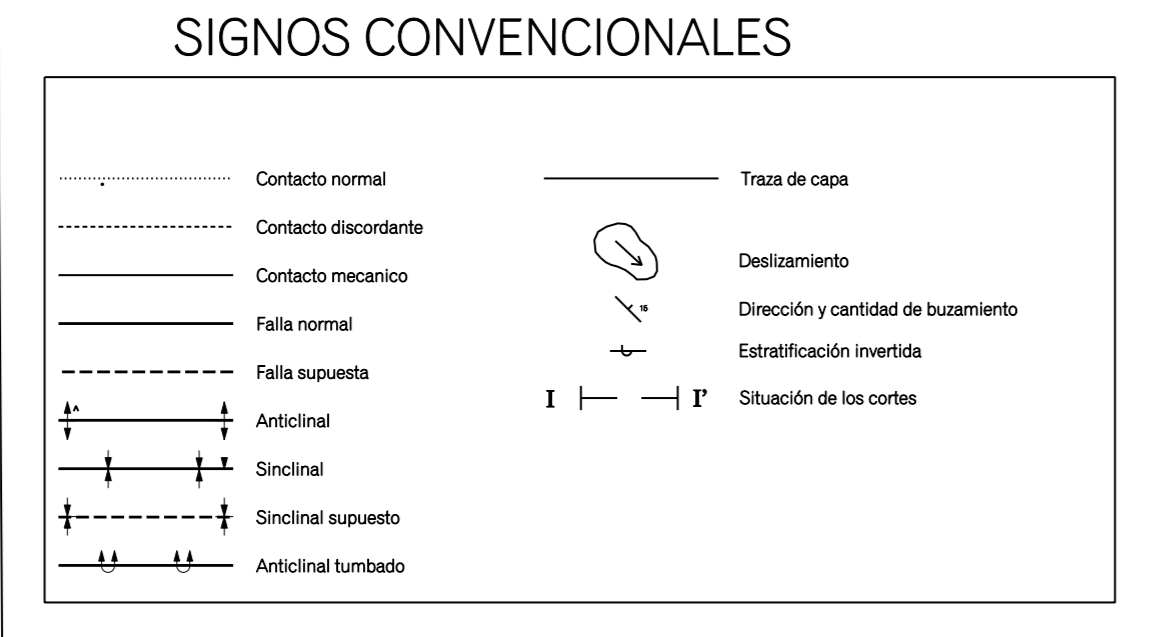 SIGNOS CONVENCIONALES
Contacto normal
Contacto discordante
Contacto mecanico
Falla normal
Falla supuesta
Anticlinal
Sinclinal
Sinclinal supuesto
Anticlinal tumbado
Traza de capa
Deslizamiento
15 Dirección y cantidad de buzamiento
Estratificación invertida
I I' Situación de los cortes